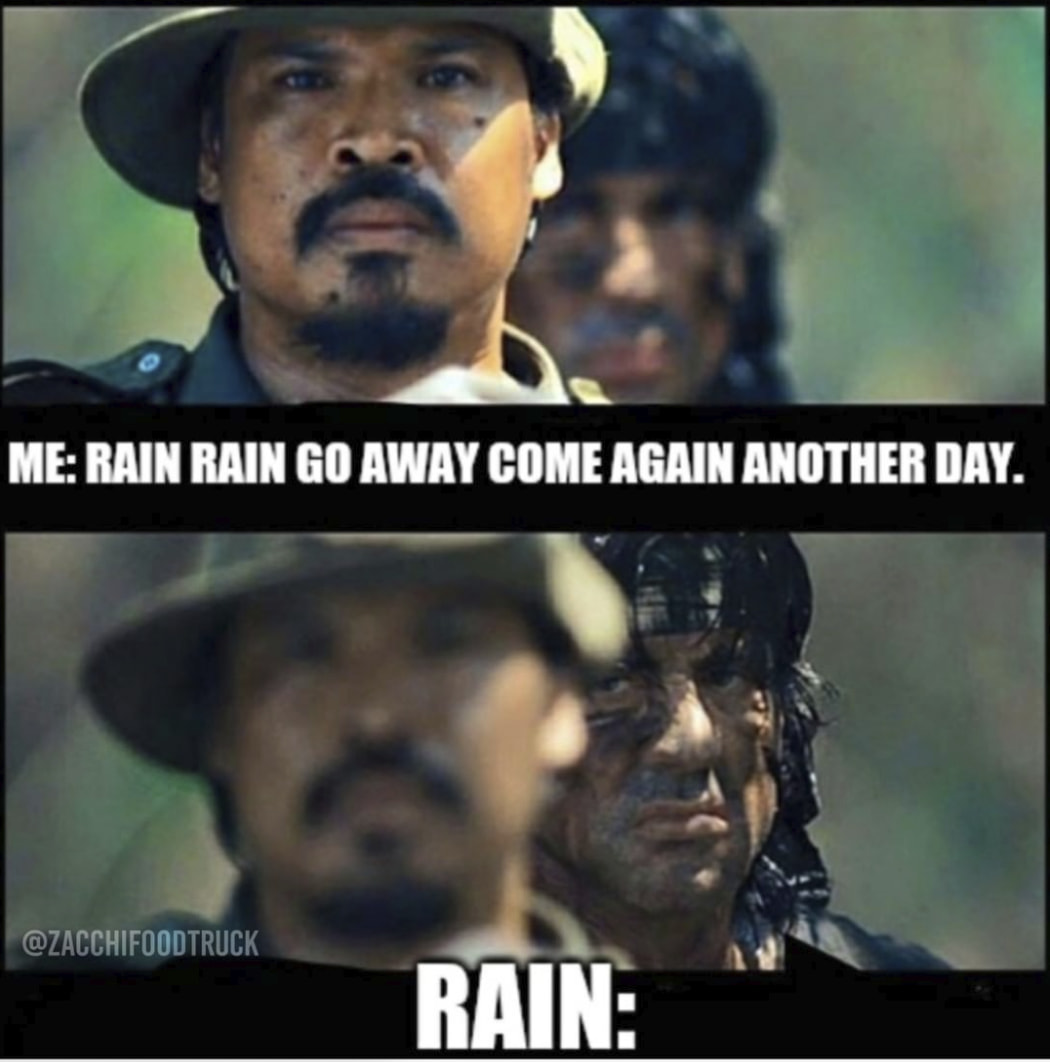 ME: RAIN RAIN GO AWAY COME AGAIN ANOTHER DAY.
@ZACCHIFOODTRUCK
RAIN: